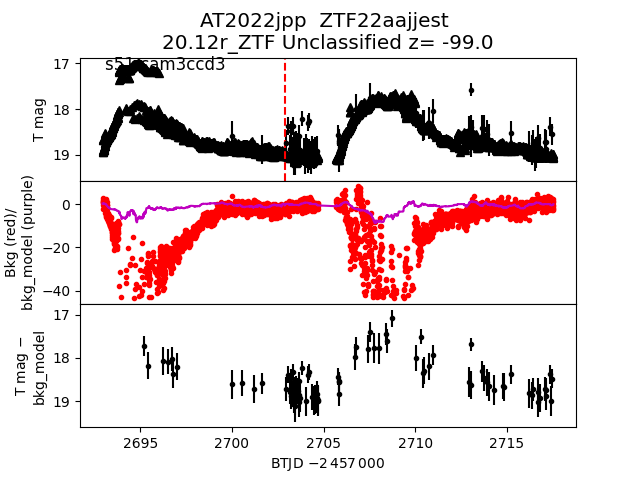 AT2022jpp  ZTF22aajjest
20.12r_ZTF Unclassified z= -99.0
17
18
19
T mag
0
−20
−40
Bkg (red)/
bkg_model (purple)
17
18
19
T mag −
bkg_model
2695
2700
2705
2710
2715
BTJD −2 457 000